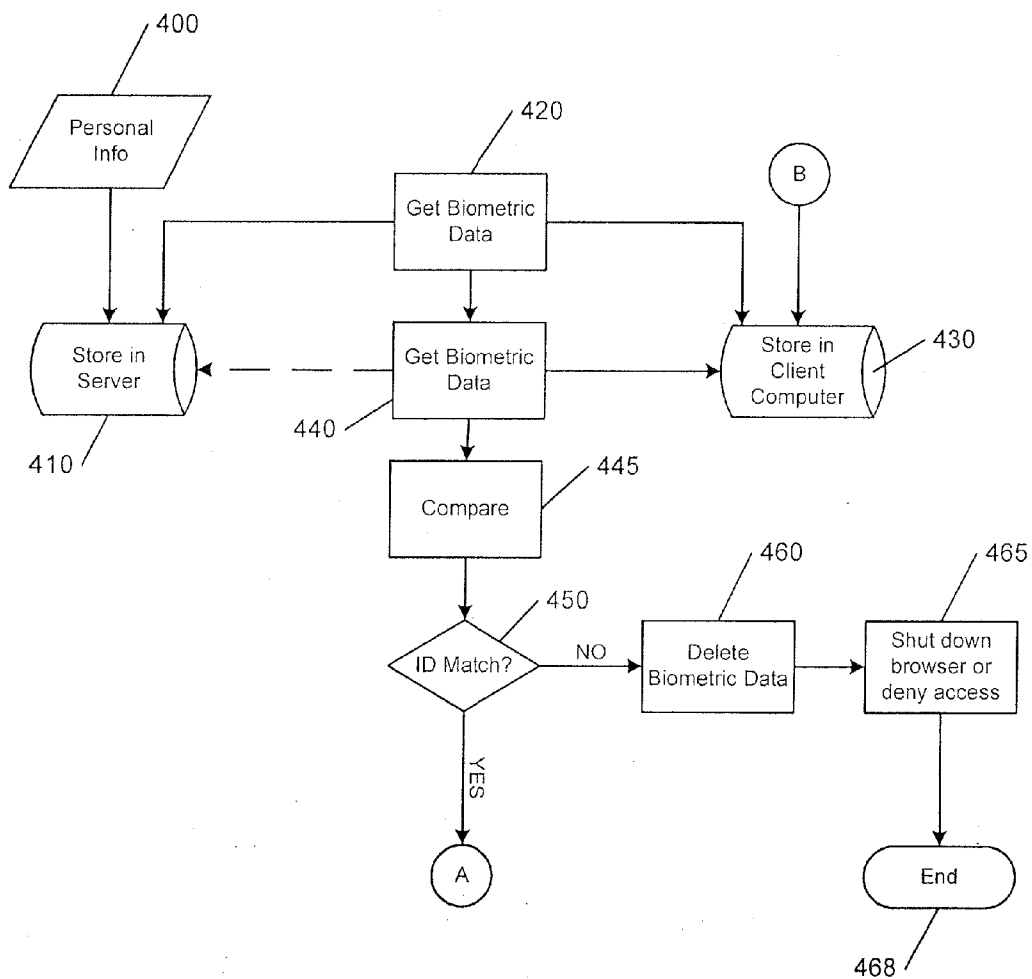 400
Personal
Info
420
Get Biometric
Data
B
Store in
Server
410
Get Biometric
Data
440
Store in
Client
Computer
430
445
Compare
450
ID Match?
NO
YES
460
Delete
Biometric Data
465
Shut down
browser or
deny access
A
End
468